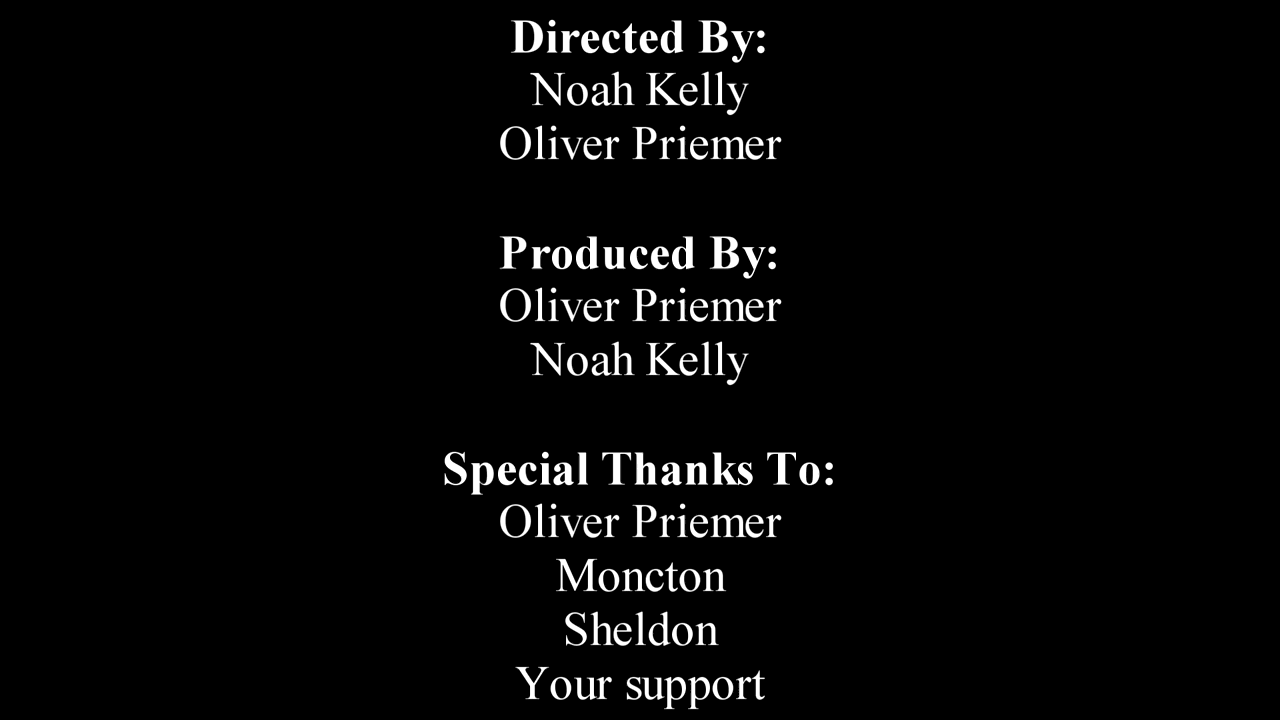 Directed By:
Noah Kelly
Oliver Priemer
Produced By:
Oliver Priemer
Noah Kelly
Special Thanks To:
Oliver Priemer
Moncton
Sheldon
Your support